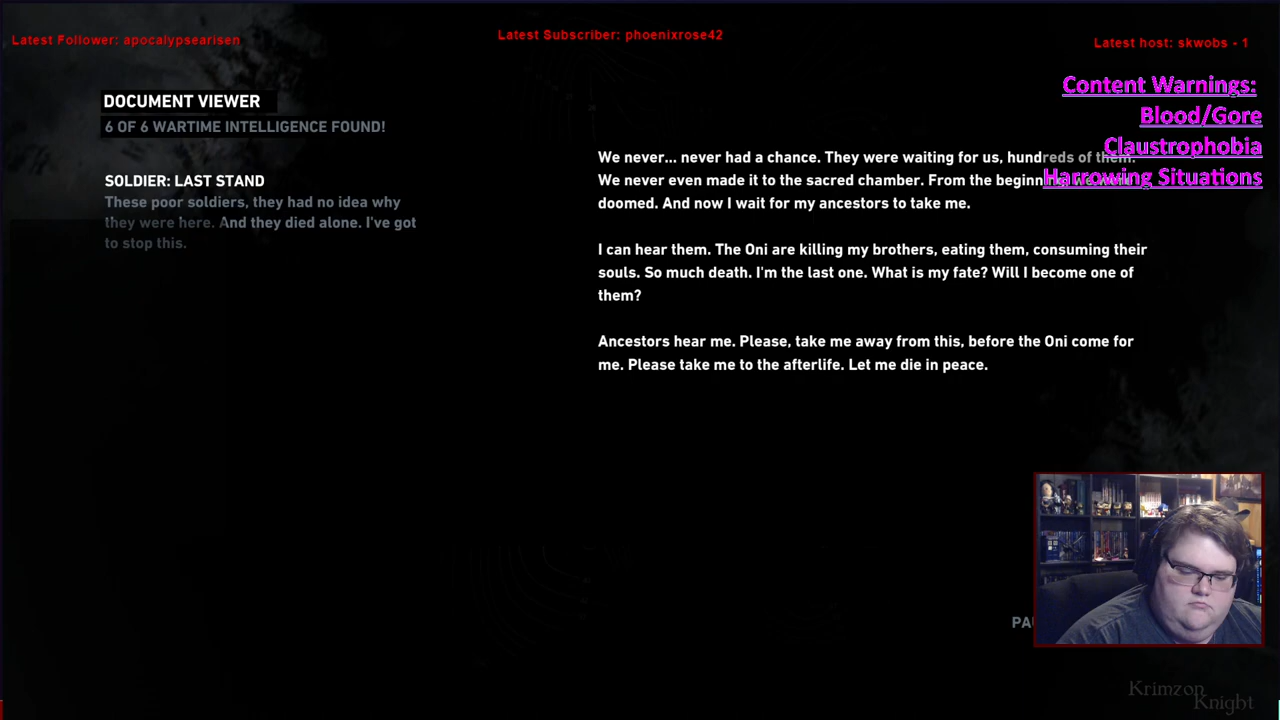 Latest Follower: apocalypsearisen
Latest Subscriber: phoenixrose42
Latest host: skwobs - 1
Content Warnings:
Blood/Gore
Claustrophobia
Harrowing Situations
DOCUMENT VIEWER
6 OF 6 WARTIME INTELLIGENCE FOUND!
SOLDIER: LAST STAND
These poor soldiers, they had no idea why
they were here. And they died alone. I've got
to stop this.
We never... never had a chance. They were waiting for us, hundreds of them.
We never even made it to the sacred chamber. From the beginning, we were
doomed. And now I wait for my ancestors to take me.
I can hear them. The Oni are killing my brothers, eating them, consuming their
souls. So much death. I'm the last one. What is my fate? Will I become one of
them?
Ancestors hear me. Please, take me away from this, before the Oni come for
me. Please take me to the afterlife. Let me die in peace.
Krimzon
Knight